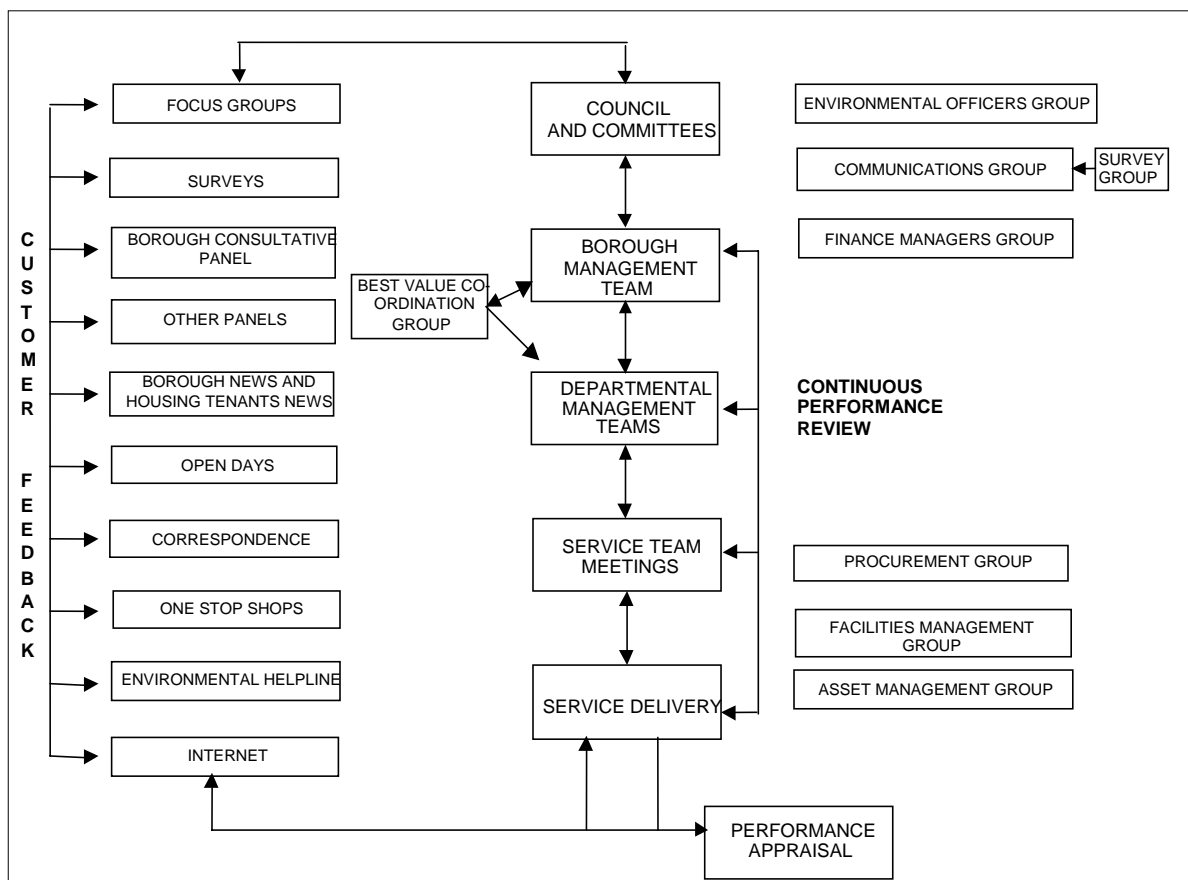 CUSTOMER FEEDBACK
FOCUS GROUPS
SURVEYS
BOROUGH CONSULTATIVE
PANEL
OTHER PANELS
BOROUGH NEWS AND
HOUSING TENANTS NEWS
OPEN DAYS
CORRESPONDENCE
ONE STOP SHOPS
ENVIRONMENTAL HELPLINE
INTERNET
BEST VALUE CO-
ORDINATION
GROUP
COUNCIL
AND COMMITTEES
BOROUGH
MANAGEMENT
TEAM
DEPARTMENTAL
MANAGEMENT
TEAMS
SERVICE TEAM
MEETINGS
SERVICE DELIVERY
PERFORMANCE
APPRAISAL
ENVIRONMENTAL OFFICERS GROUP
COMMUNICATIONS GROUP
SURVEY
GROUP
FINANCE MANAGERS GROUP
CONTINUOUS
PERFORMANCE
REVIEW
PROCUREMENT GROUP
FACILITIES MANAGEMENT
GROUP
ASSET MANAGEMENT GROUP